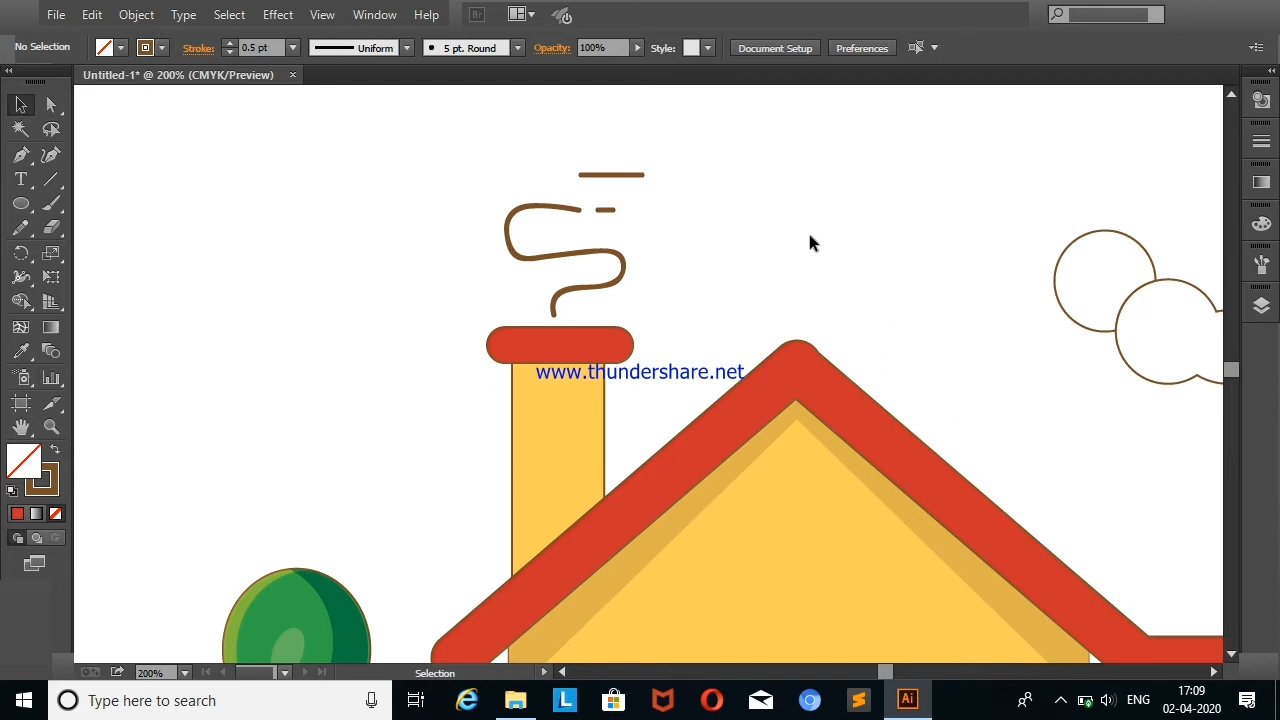 File Edit Object Type Select Effect View Window Help Br
No Selection Stroke: 0.5 pt Uniform 5 pt. Round Opacity: 100% Style: Document Setup Preferences
Untitled-1* @ 200% (CMYK/Preview)
www.thundershare.net
200% Selection
Type here to search L Ai ENG 17:09
02-04-2020